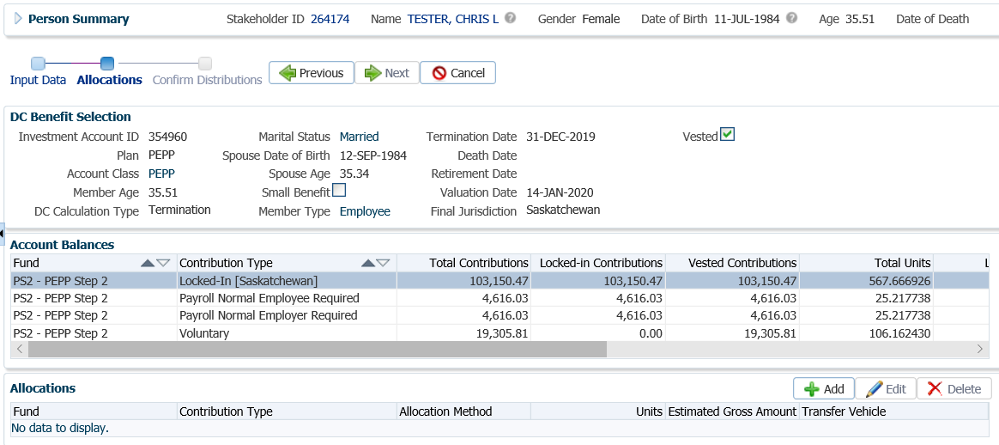 Person Summary Stakeholder ID 264174 Name TESTER, CHRIS L Gender Female Date of Birth 11-JUL-1984 Age 35.51 Date of Death
Input Data Allocations Confirm Distributions Previous Next Cancel
DC Benefit Selection
Investment Account ID 354960 Marital Status Married Termination Date 31-DEC-2019 Vested
Plan PEPP Spouse Date of Birth 12-SEP-1984 Death Date
Account Class PEPP Spouse Age 35.34 Retirement Date
Member Age 35.51 Small Benefit Valuation Date 14-JAN-2020
DC Calculation Type Termination Member Type Employee Final Jurisdiction Saskatchewan
Account Balances
Fund Contribution Type Total Contributions Locked-in Contributions Vested Contributions Total Units L
PS2 - PEPP Step 2 Locked-In [Saskatchewan] 103,150.47 103,150.47 103,150.47 567.666926
PS2 - PEPP Step 2 Payroll Normal Employee Required 4,616.03 4,616.03 4,616.03 25.217738
PS2 - PEPP Step 2 Payroll Normal Employer Required 4,616.03 4,616.03 4,616.03 25.217738
PS2 - PEPP Step 2 Voluntary 19,305.81 0.00 19,305.81 106.162430
Allocations Add Edit Delete
Fund Contribution Type Allocation Method Units Estimated Gross Amount Transfer Vehicle
No data to display.